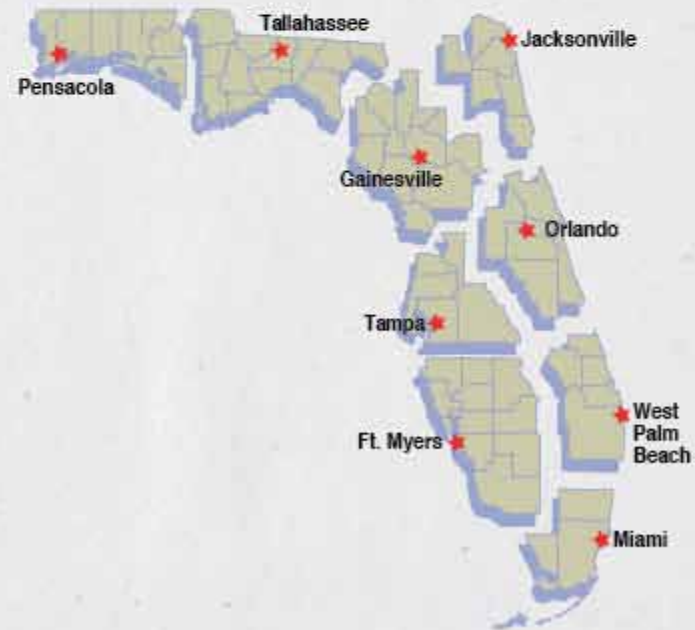 Tallahassee
Jacksonville
Pensacola
Gainesville
Orlando
Tampa
West
Palm
Beach
Ft. Myers
Miami